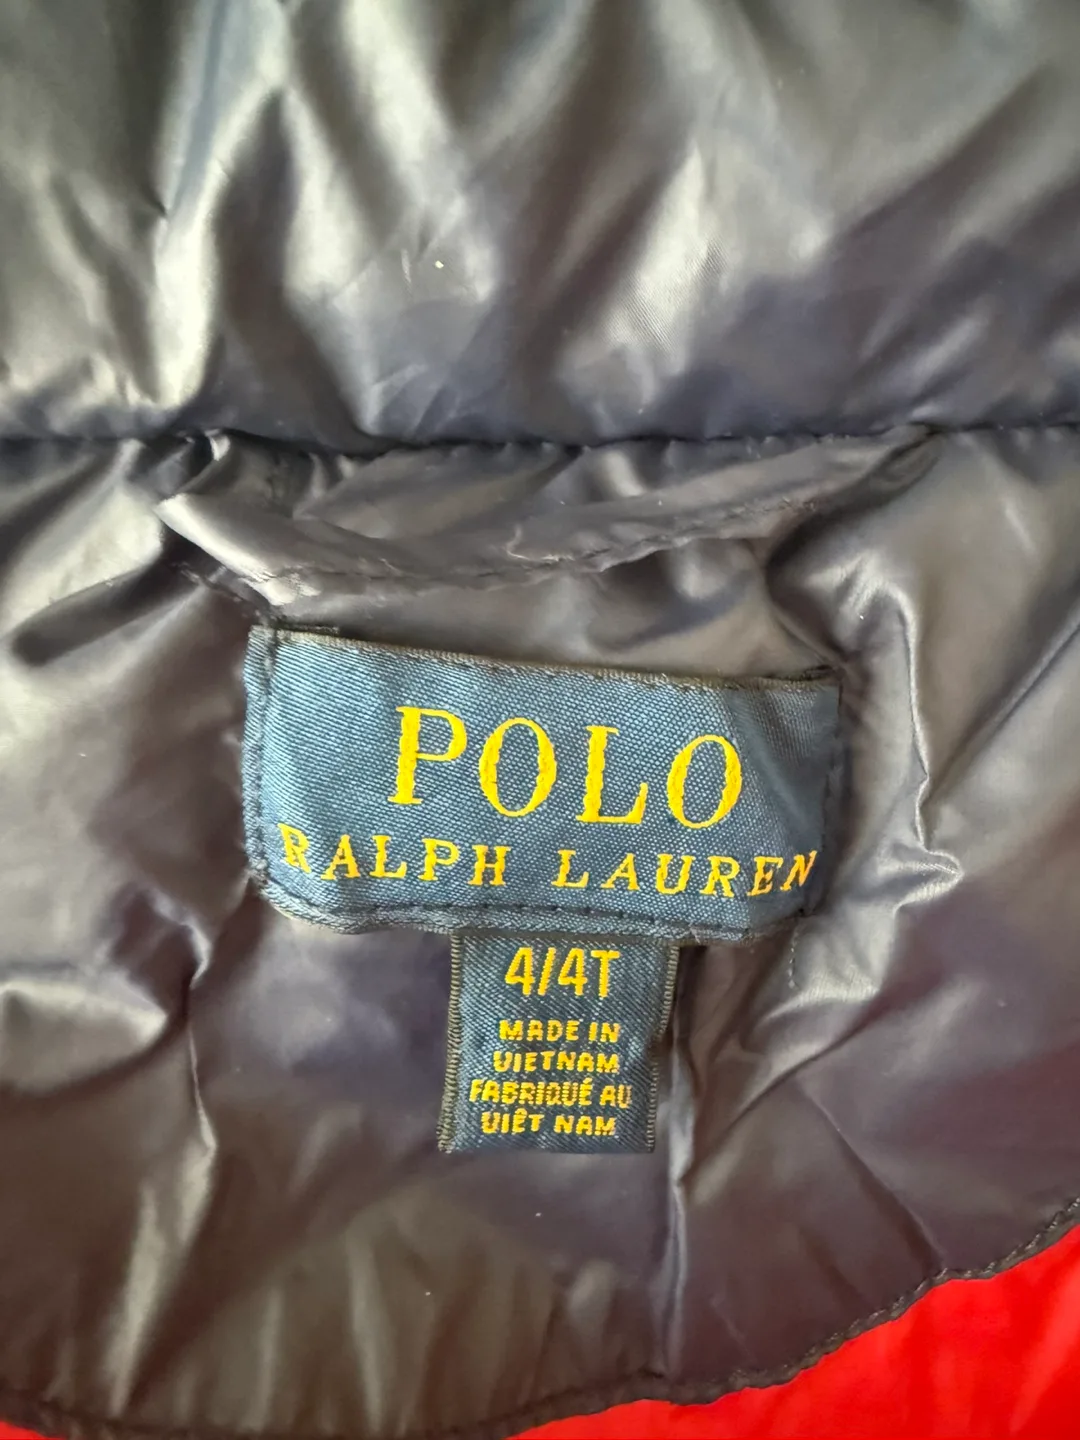 POLO
RALPH LAUREN
4/4T
MADE IN
VIETNAM
FABRIQUÉ AU
VIÊT NAM